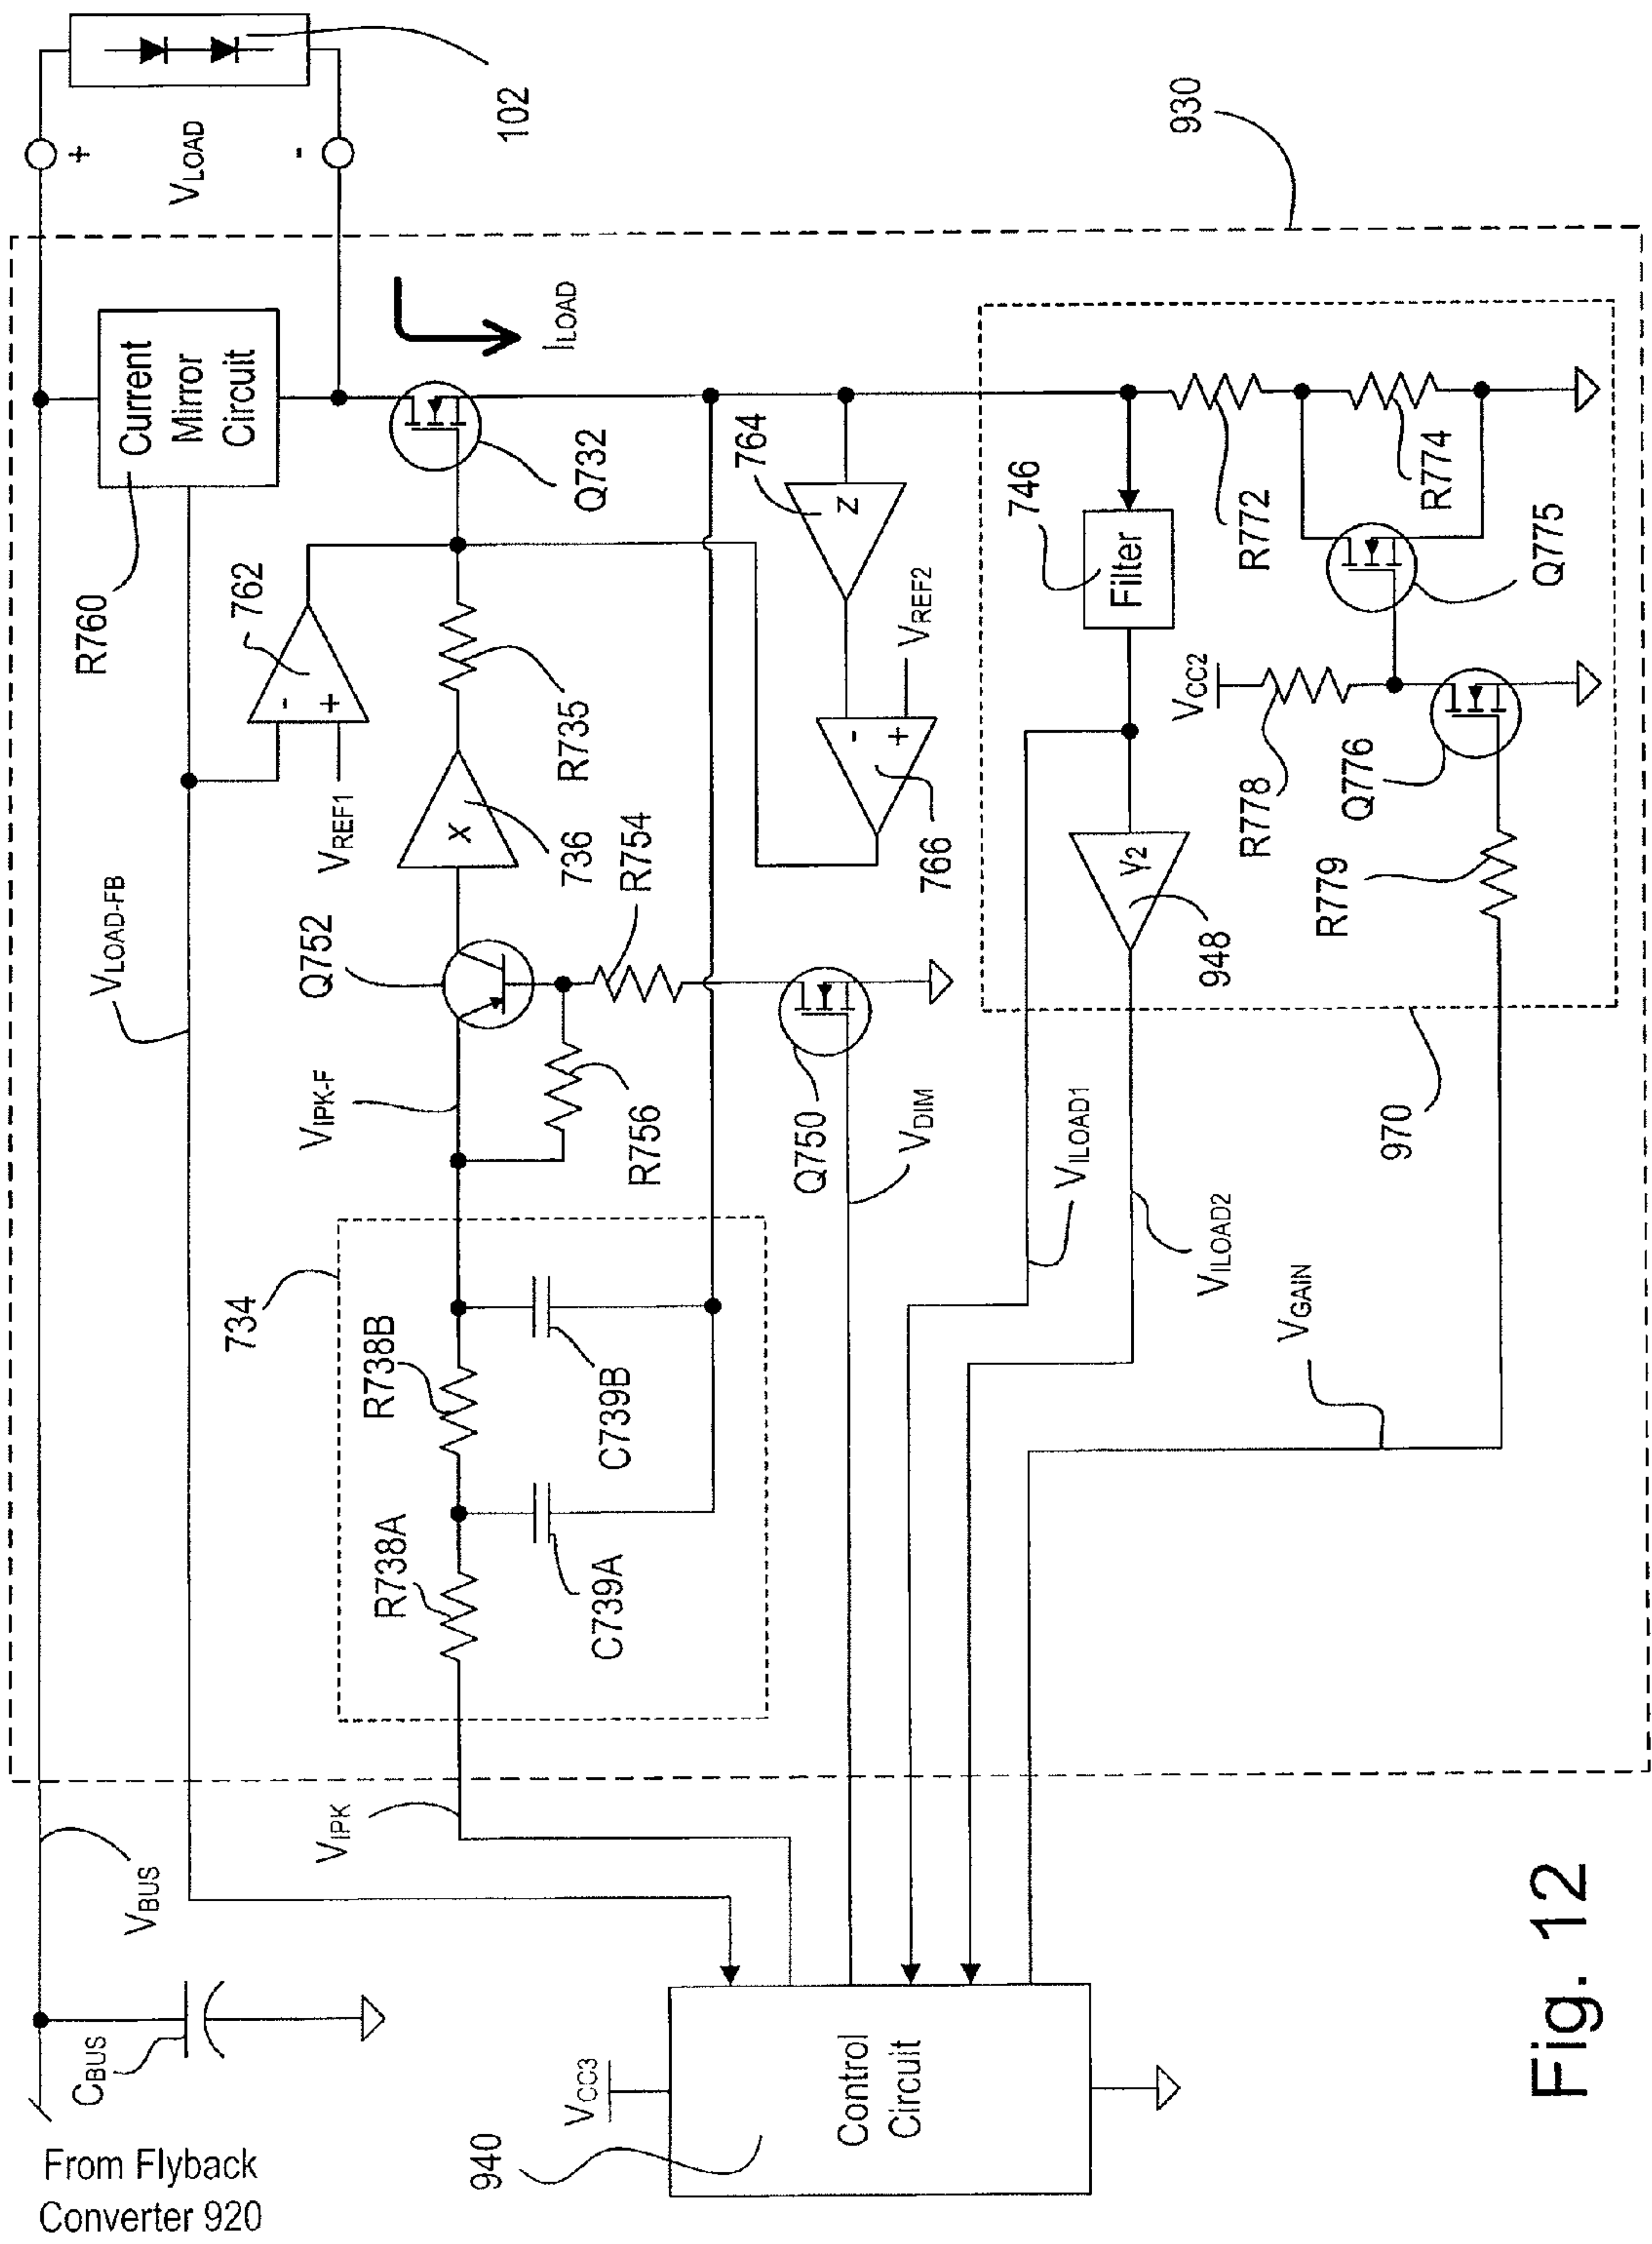 From Flyback
Converter 920
CBUS
VBUS
VLOAD-FB
R760
Current
Mirror
Circuit
+
VLOAD
-
102
762
-
+
VREF1
Q732
ILOAD
930
VIPK
734
R738A
R738B
C739A
C739B
VIPK-F
Q752
R756
R754
736
X
R735
764
Z
VREF2
-
+
766
Q750
VDIM
VCC3
940
Control
Circuit
VILOAD1
VILOAD2
VGAIN
970
746
Filter
948
Y2
R772
R774
Q775
VCC2
R778
Q776
R779
Fig. 12